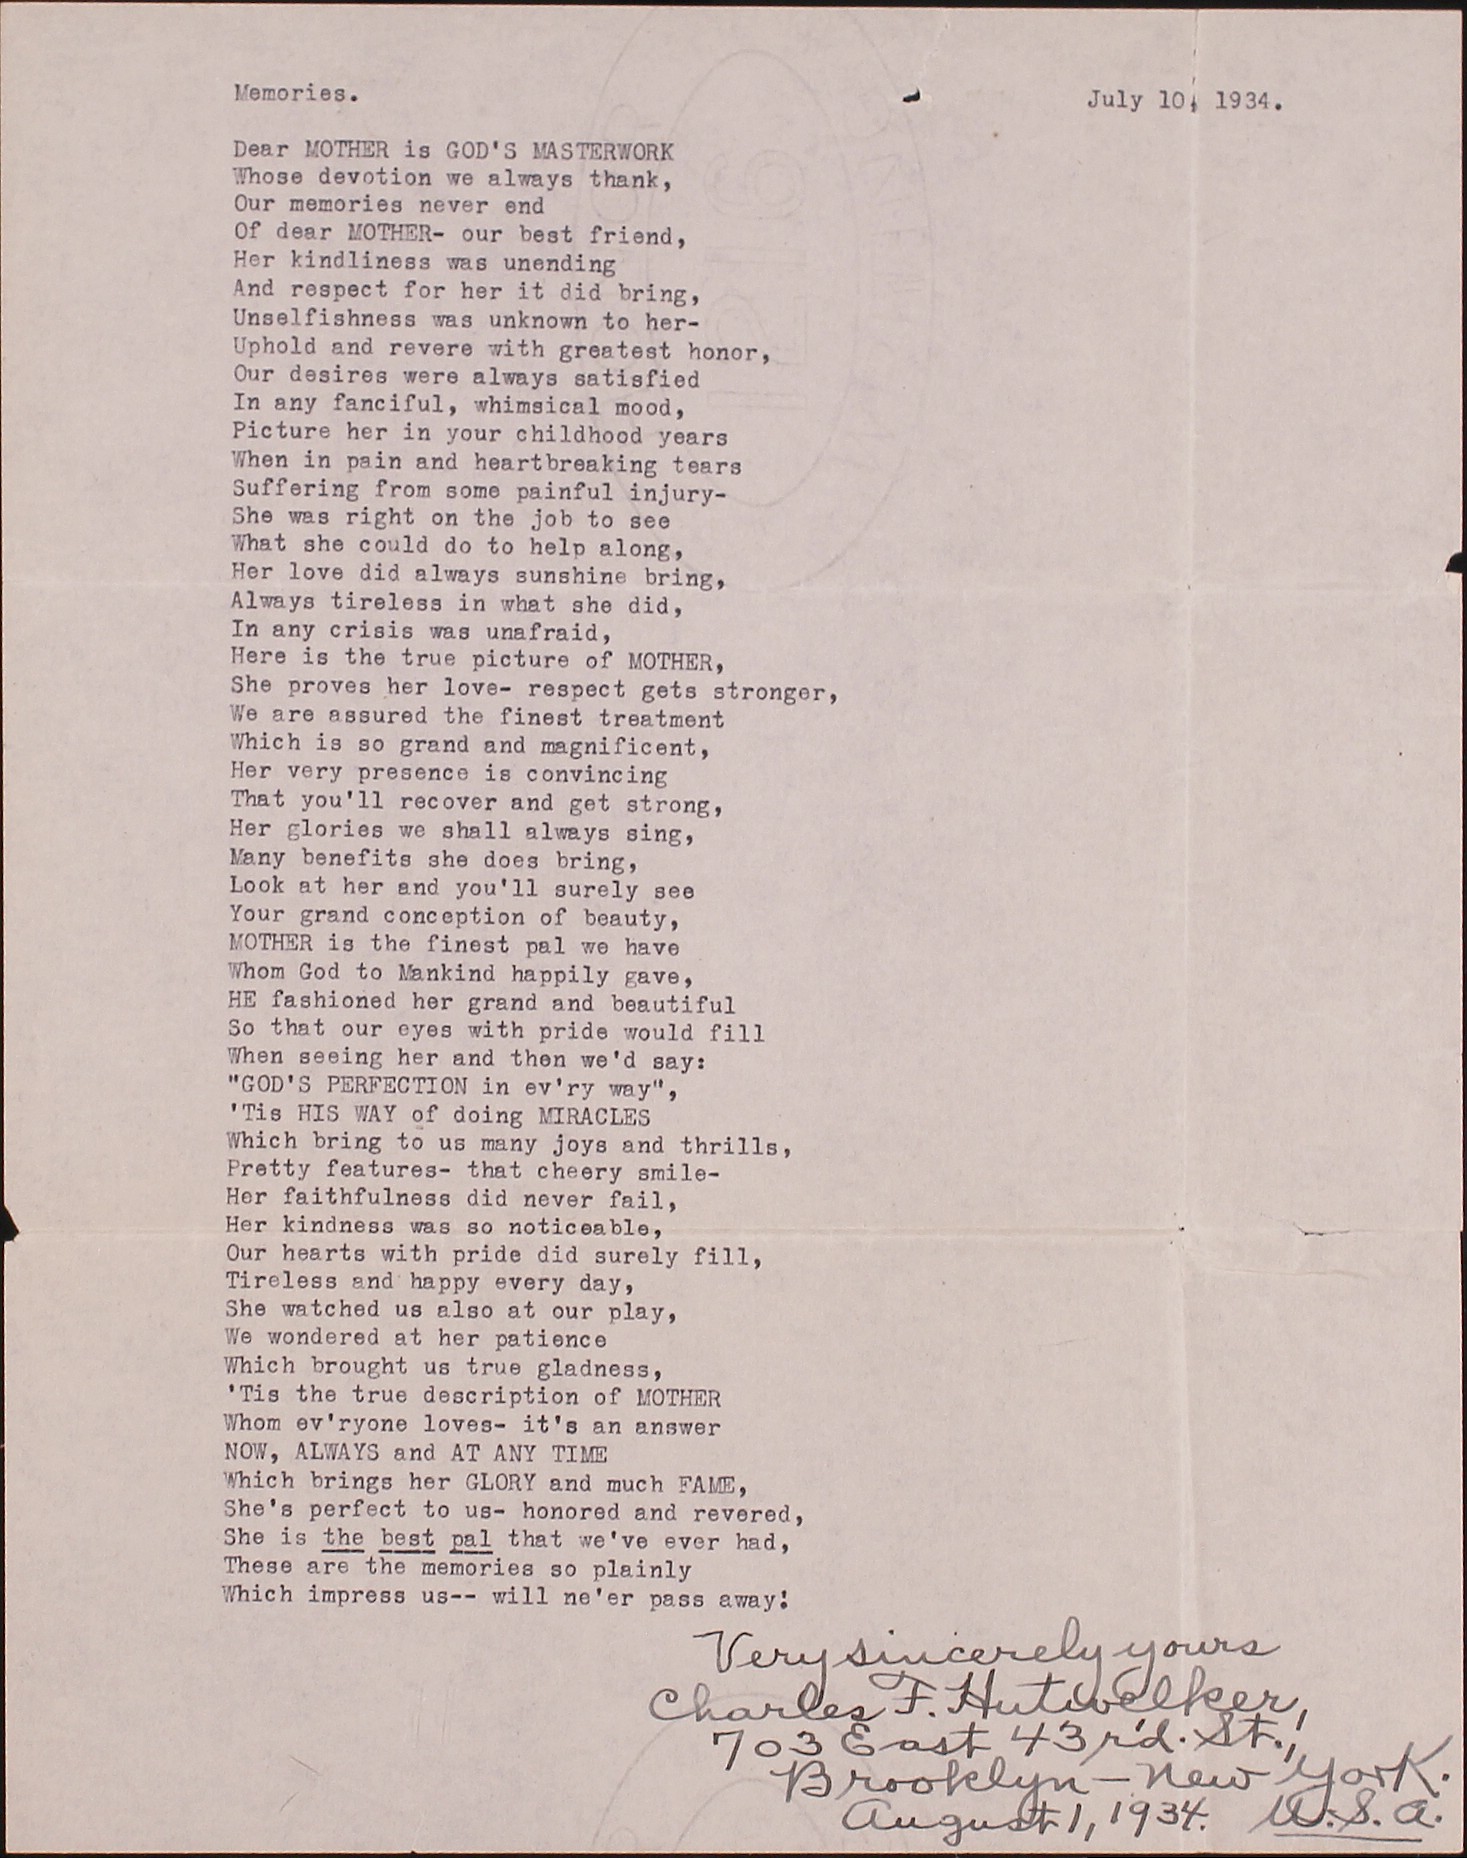 Memories.
July 10, 1934.
Dear MOTHER is GOD'S MASTERWORK
Whose devotion we always thank,
Our memories never end
Of dear MOTHER- our best friend,
Her kindliness was unending
And respect for her it did bring,
Unselfishness was unknown to her-
Uphold and revere with greatest honor,
Our desires were always satisfied
In any fanciful, whimsical mood,
Picture her in your childhood years
When in pain and heartbreaking tears
Suffering from some painful injury-
She was right on the job to see
What she could do to help along,
Her love did always sunshine bring,
Always tireless in what she did,
In any crisis was unafraid,
Here is the true picture of MOTHER,
She proves her love- respect gets stronger,
We are assured the finest treatment
Which is so grand and magnificent,
Her very presence is convincing
That you'll recover and get strong,
Her glories we shall always sing,
Many benefits she does bring,
Look at her and you'll surely see
Your grand conception of beauty,
MOTHER is the finest pal we have
Whom God to Mankind happily gave,
HE fashioned her grand and beautiful
So that our eyes with pride would fill
When seeing her and then we'd say:
"GOD'S PERFECTION in ev'ry way",
'Tis HIS WAY of doing MIRACLES
Which bring to us many joys and thrills,
Pretty features- that cheery smile-
Her faithfulness did never fail,
Her kindness was so noticeable,
Our hearts with pride did surely fill,
Tireless and happy every day,
She watched us also at our play,
We wondered at her patience
Which brought us true gladness,
'Tis the true description of MOTHER
Whom ev'ryone loves- it's an answer
NOW, ALWAYS and AT ANY TIME
Which brings her GLORY and much FAME,
She's perfect to us- honored and revered,
She is the best pal that we've ever had,
These are the memories so plainly
Which impress us-- will ne'er pass away!
Very sincerely yours
Charles F. Hutwelker,
703 East 43r'd. St.,
Brooklyn - New York.
August 1, 1934. U.S.A.